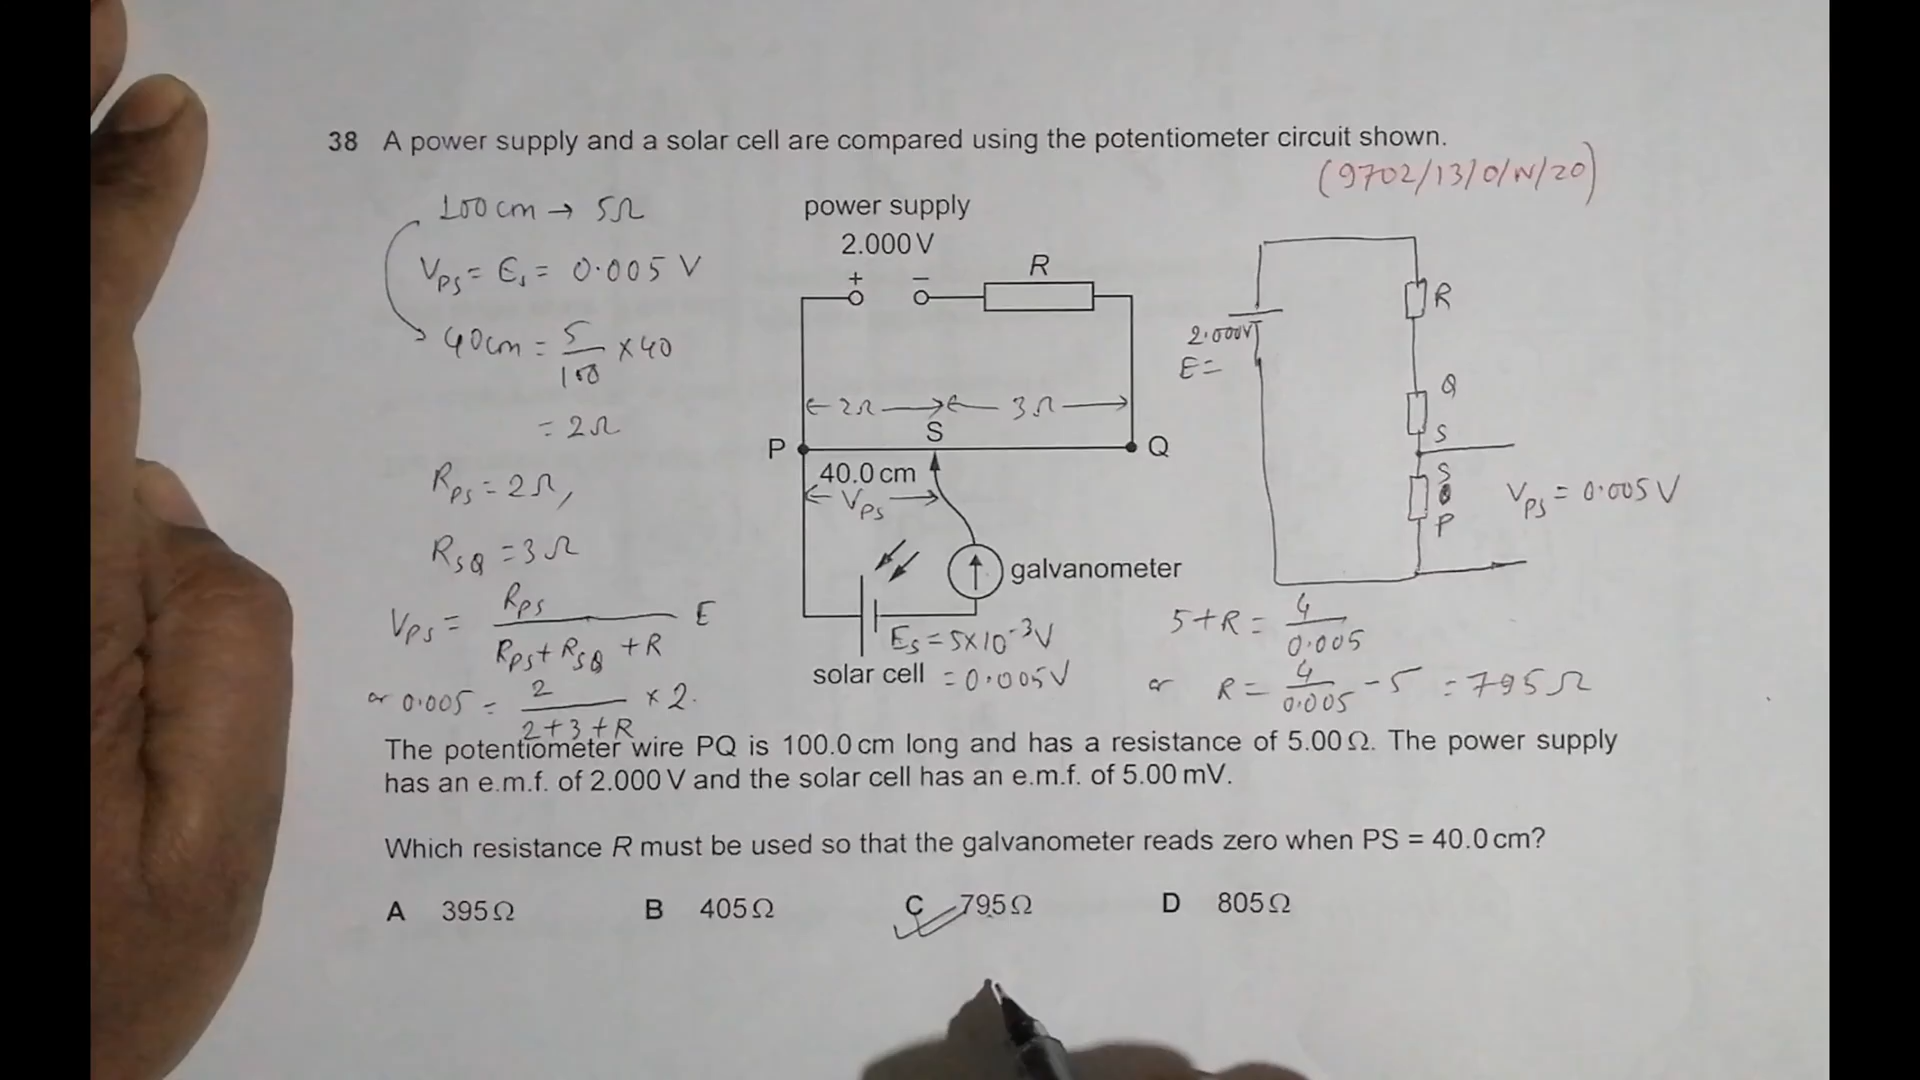 38 A power supply and a solar cell are compared using the potentiometer circuit shown.
(9702/13/O/N/20)
100cm → 5Ω
V_PS = E_s = 0.005 V
40cm = 5/100 × 40
= 2Ω
R_PS = 2Ω,
R_SQ = 3Ω
V_PS = R_PS / (R_PS + R_SQ + R) E
or 0.005 = 2 / (2+3+R) × 2.
power supply
2.000 V
+ −
R
← 2Ω → ← 3Ω →
P S Q
40.0 cm
← V_PS →
galvanometer
E_s = 5×10⁻³V
solar cell = 0.005V
R
2.000V
E =
Q
S
S
P
V_PS = 0.005 V
5+R = 4/0.005
or R = 4/0.005 − 5 = 795Ω
The potentiometer wire PQ is 100.0 cm long and has a resistance of 5.00 Ω. The power supply
has an e.m.f. of 2.000 V and the solar cell has an e.m.f. of 5.00 mV.
Which resistance R must be used so that the galvanometer reads zero when PS = 40.0 cm?
A 395 Ω B 405 Ω C 795 Ω D 805 Ω